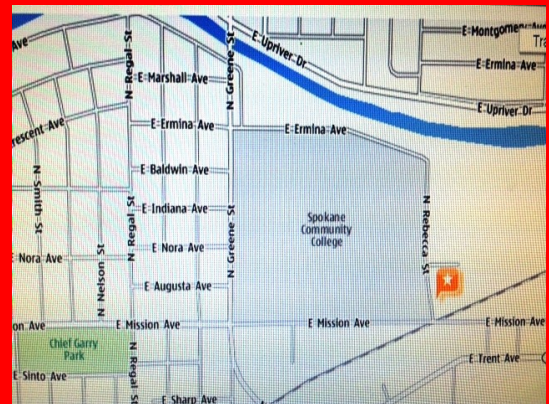 Ave
N Regal St
N Greene St
E Upriver Dr
E Montgomery Ave
E Marshall Ave
E Ermina Ave
E Upriver Dr
rescent Ave
E Ermina Ave
E Ermina Ave
N Smith St
E Baldwin Ave
N Regal St
E Indiana Ave
N Greene St
Spokane
Community
College
N Rebecca St
E Nora Ave
Nora Ave
N Nelson St
E Augusta Ave
on Ave
E Mission Ave
E Mission Ave
E Mission Ave
Chief Garry
Park
N Regal St
E Trent Ave
E Sinto Ave
E Sharp Ave